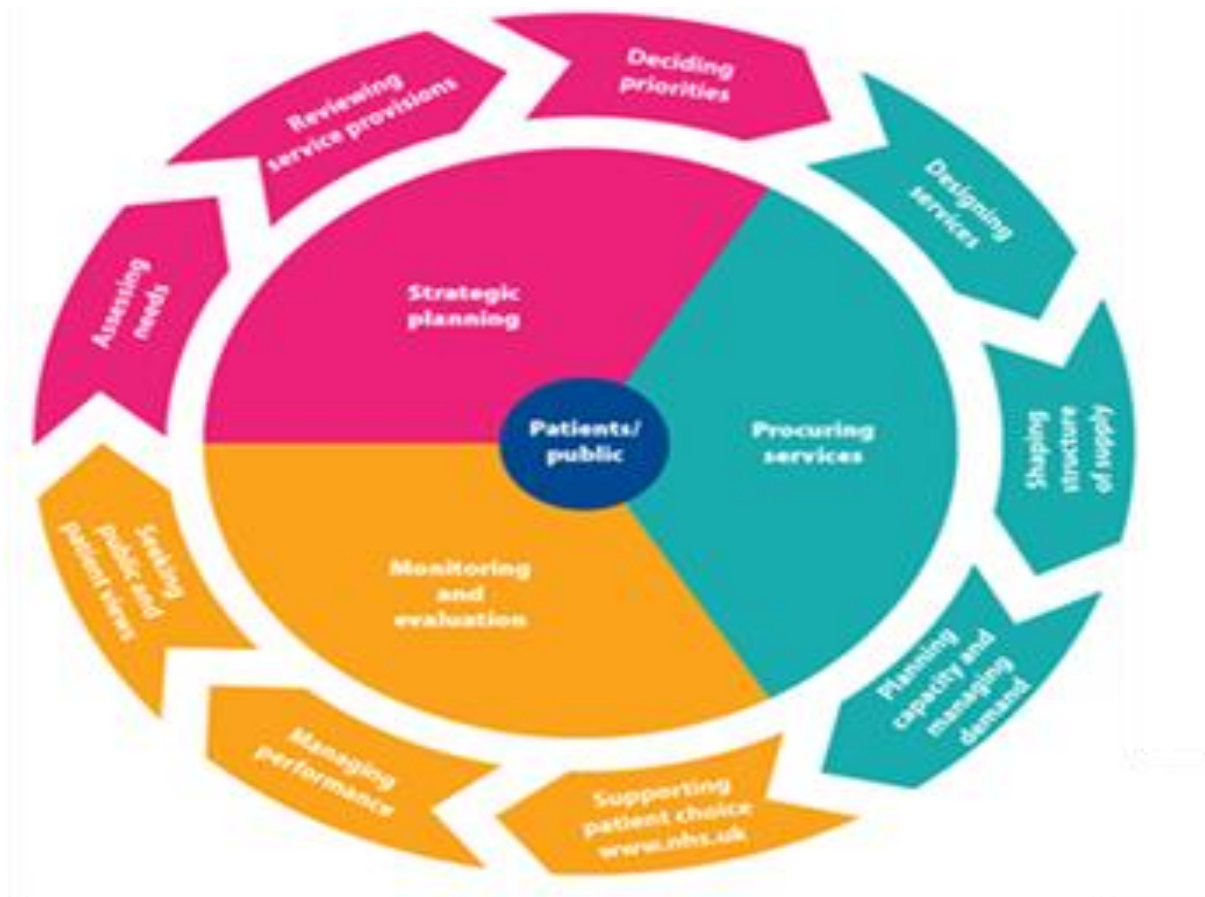 Deciding
priorities
Designing
services
Shaping
structure
of supply
Planning
capacity and
managing
demand
Supporting
patient choice
www.nhs.uk
Managing
performance
Seeking
public and
patient views
Assessing
needs
Reviewing
service provisions
Strategic
planning
Procuring
services
Monitoring
and
evaluation
Patients/
public